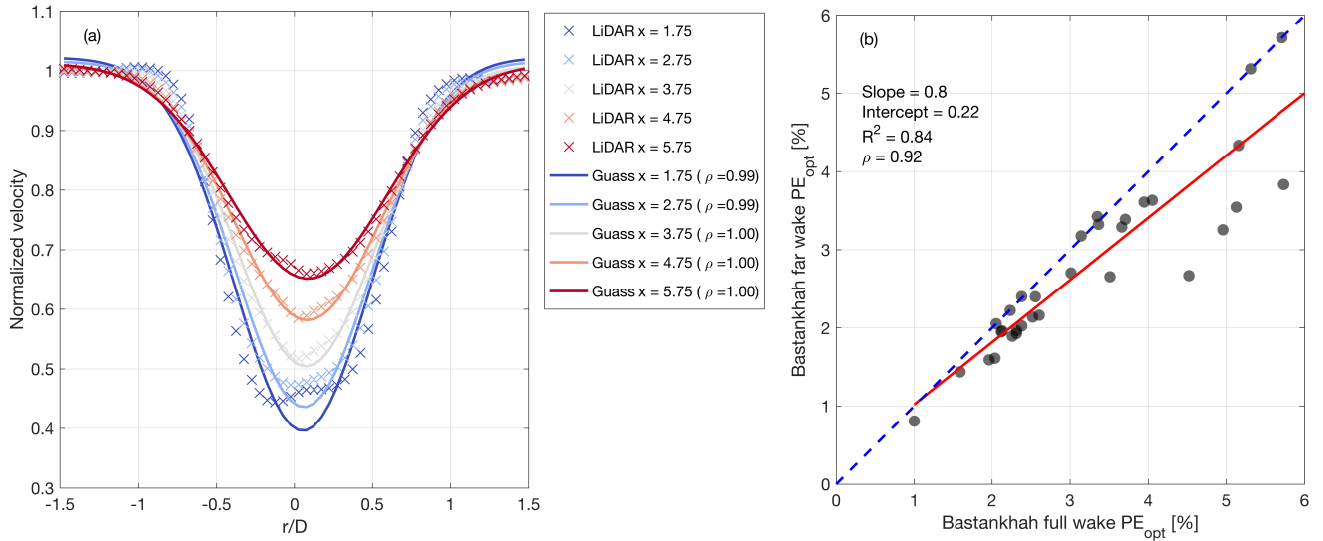 (a)
1.1
1
0.9
0.8
0.7
0.6
0.5
0.4
0.3
-1.5
-1
-0.5
0
0.5
1
1.5
Normalized velocity
r/D
LiDAR x = 1.75
LiDAR x = 2.75
LiDAR x = 3.75
LiDAR x = 4.75
LiDAR x = 5.75
Guass x = 1.75 ( ρ =0.99)
Guass x = 2.75 ( ρ =0.99)
Guass x = 3.75 ( ρ =1.00)
Guass x = 4.75 ( ρ =1.00)
Guass x = 5.75 ( ρ =1.00)
(b)
Slope = 0.8
Intercept = 0.22
R² = 0.84
ρ = 0.92
6
5
4
3
2
1
0
0
1
2
3
4
5
6
Bastankhah far wake PE_opt [%]
Bastankhah full wake PE_opt [%]